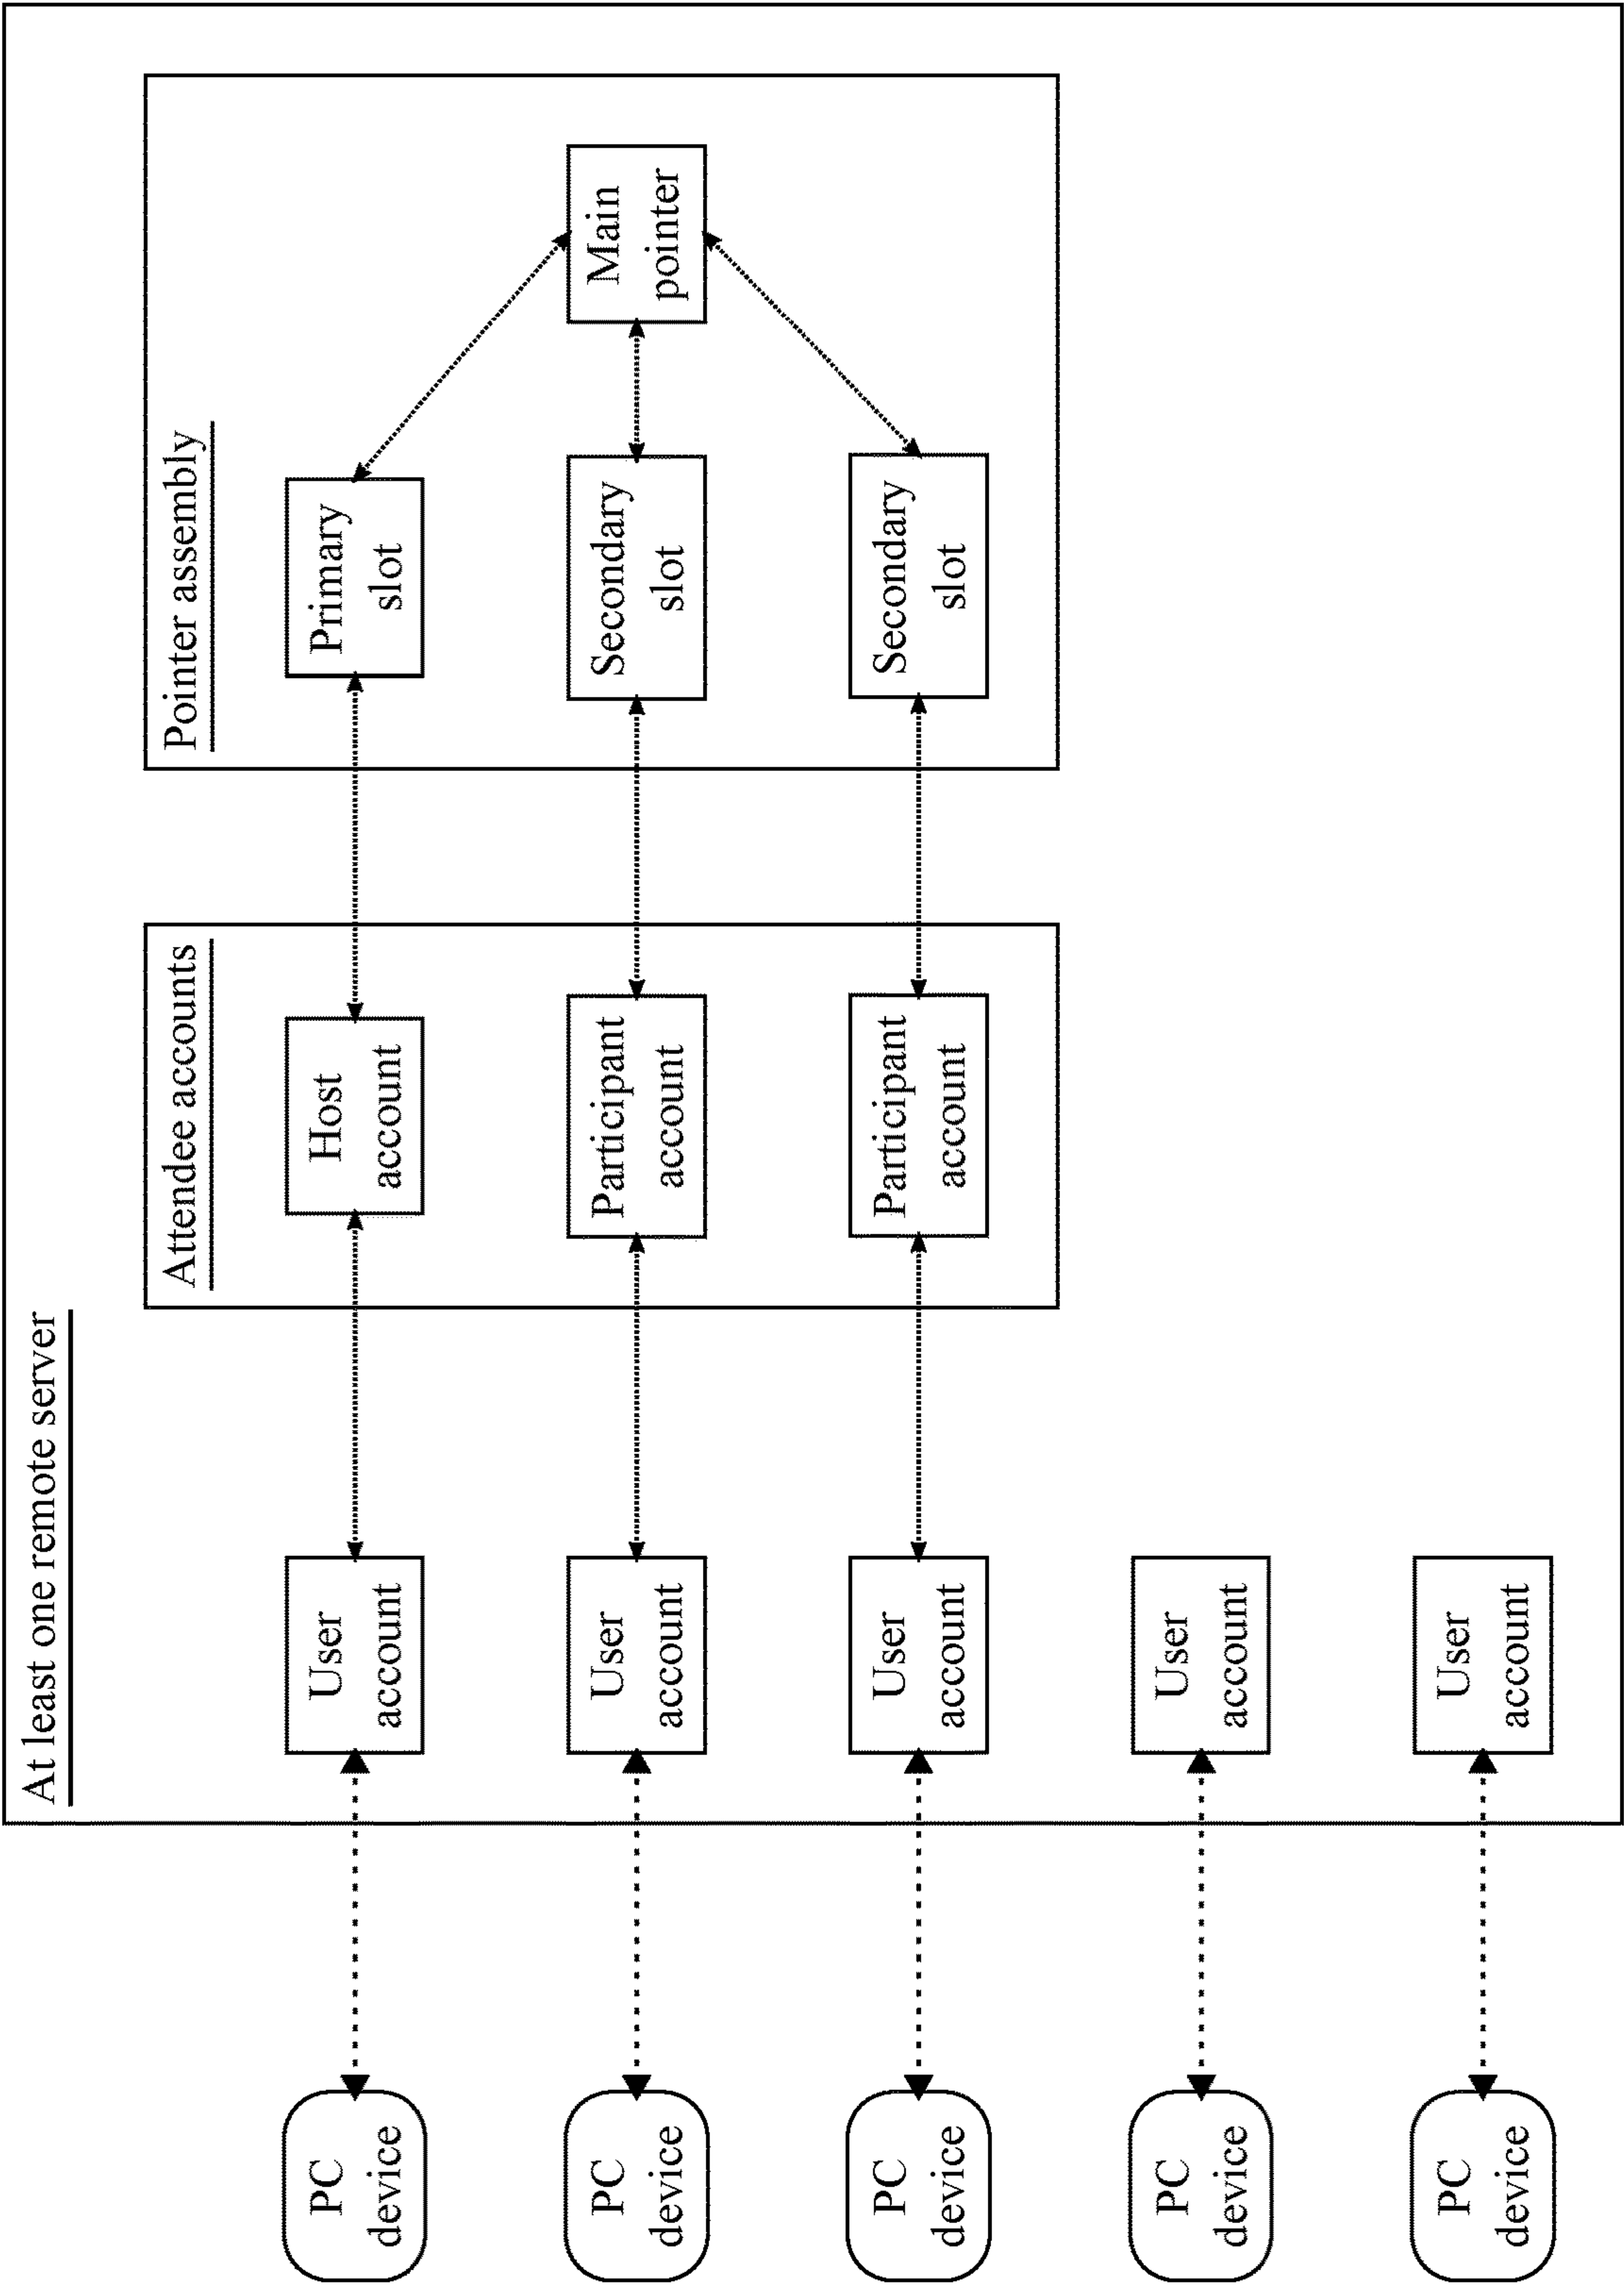 At least one remote server
Attendee accounts
Pointer assembly
PC
device
User
account
Host
account
Primary
slot
Main
pointer
PC
device
User
account
Participant
account
Secondary
slot
PC
device
User
account
Participant
account
Secondary
slot
PC
device
User
account
PC
device
User
account